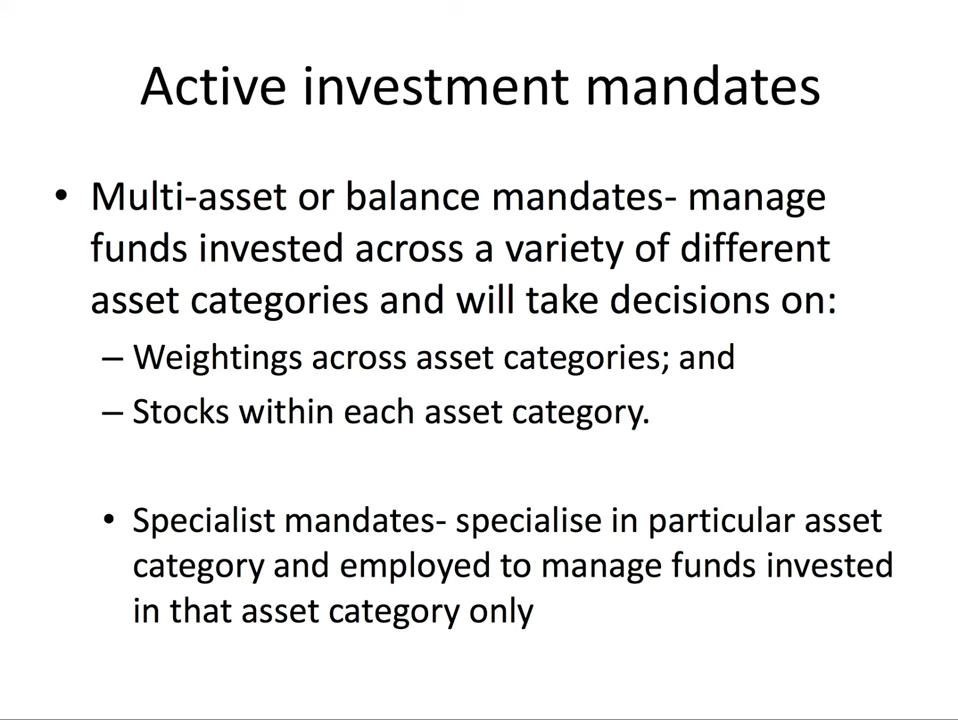 Active investment mandates
• Multi-asset or balance mandates- manage
funds invested across a variety of different
asset categories and will take decisions on:
– Weightings across asset categories; and
– Stocks within each asset category.
• Specialist mandates- specialise in particular asset
category and employed to manage funds invested
in that asset category only